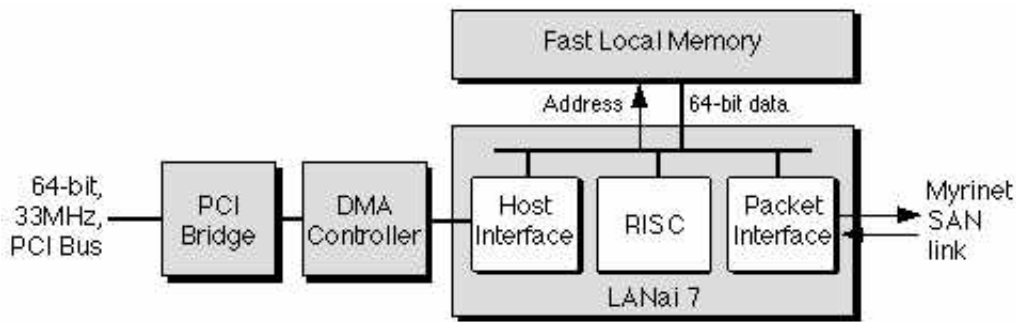 Fast Local Memory
Address
64-bit data
64-bit,
33MHz,
PCI Bus
PCI
Bridge
DMA
Controller
Host
Interface
RISC
Packet
Interface
Myrinet
SAN
link
LANai 7